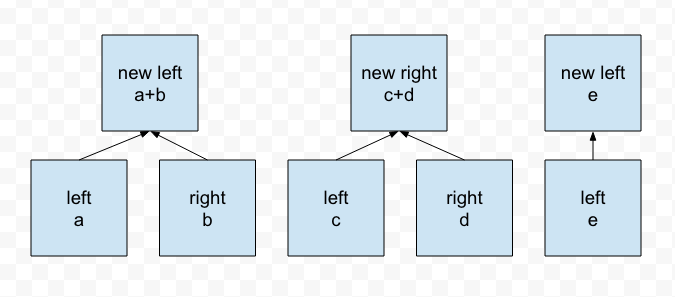 new left
a+b
new right
c+d
new left
e
left
a
right
b
left
c
right
d
left
e